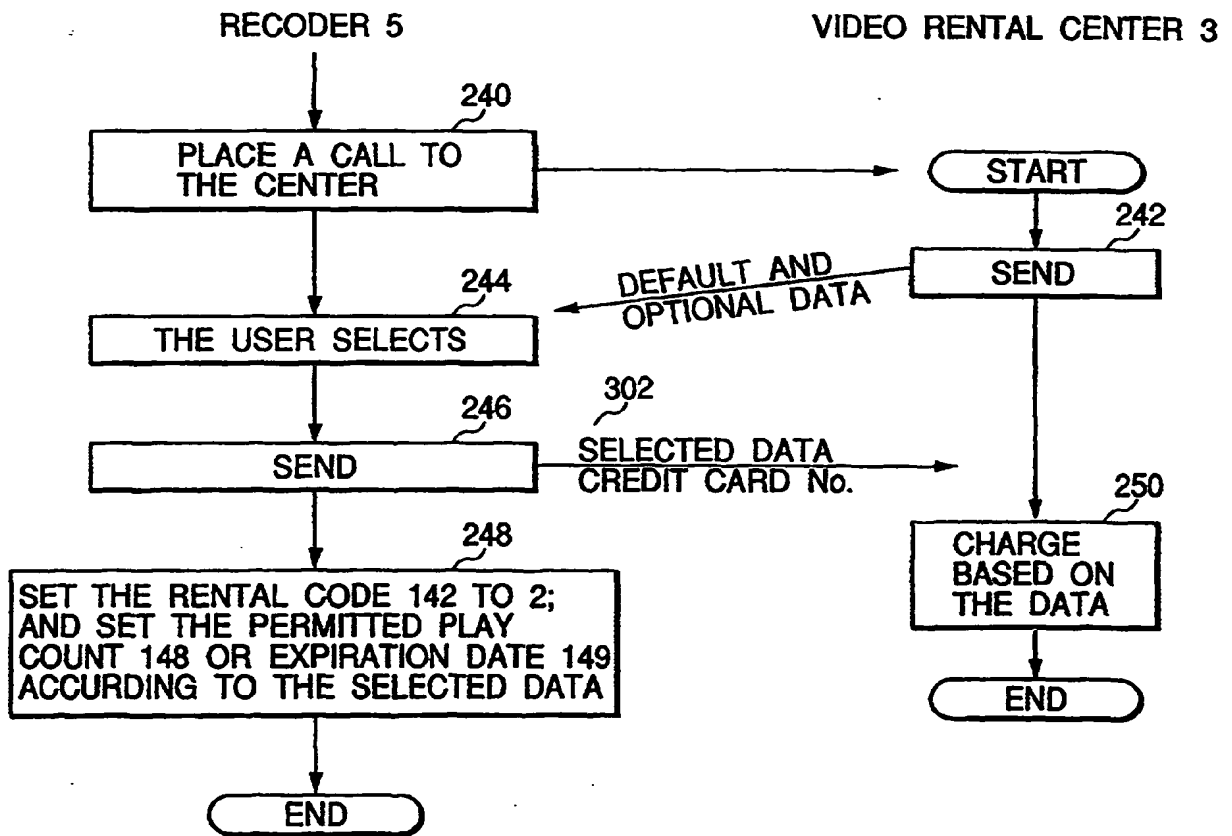 RECODER 5
VIDEO RENTAL CENTER 3
240
PLACE A CALL TO
THE CENTER
START
242
SEND
DEFAULT AND
OPTIONAL DATA
244
THE USER SELECTS
246
SEND
302
SELECTED DATA
CREDIT CARD No.
248
SET THE RENTAL CODE 142 TO 2;
AND SET THE PERMITTED PLAY
COUNT 148 OR EXPIRATION DATE 149
ACCURDING TO THE SELECTED DATA
250
CHARGE
BASED ON
THE DATA
END
END